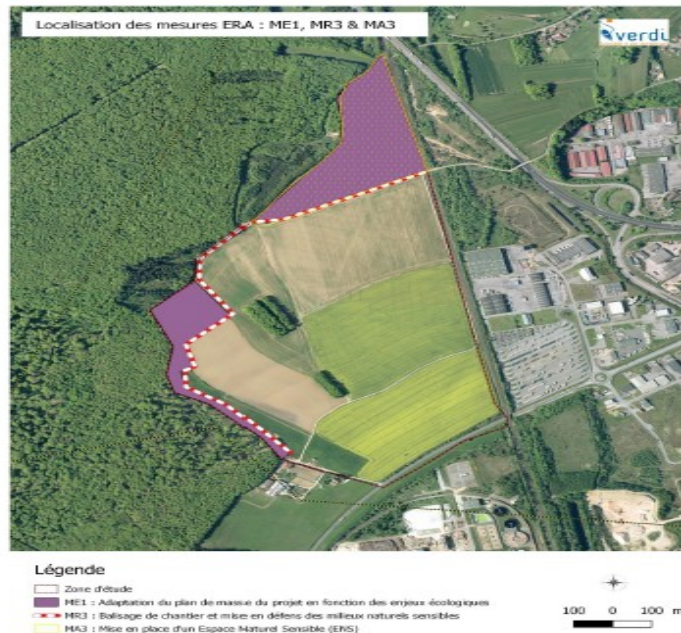 Localisation des mesures ERA : ME1, MR3 & MA3
verdi
Légende
Zone d'étude
ME1 : Adaptation du plan de masse du projet en fonction des enjeux écologiques
MR3 : Balisage de chantier et mise en défens des milieux naturels sensibles
MA3 : Mise en place d'un Espace Naturel Sensible (ENS)
100 0 100 m